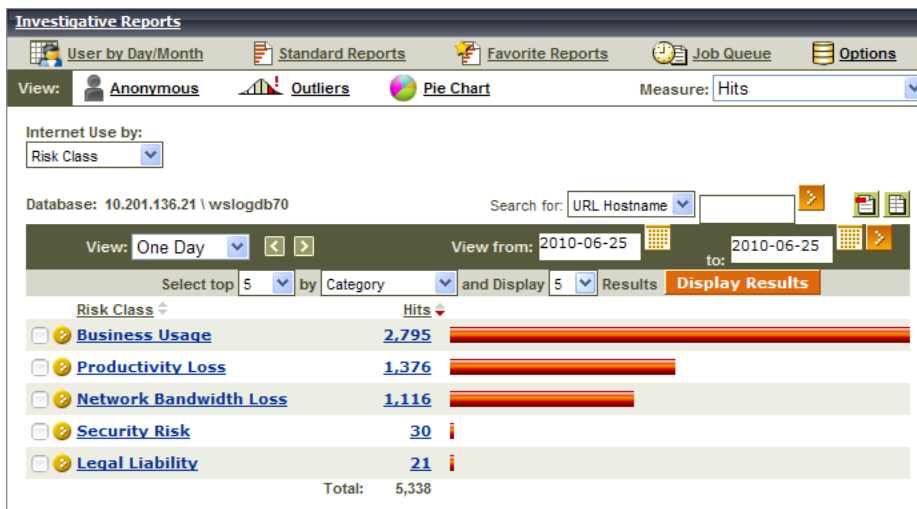 Investigative Reports
User by Day/Month Standard Reports Favorite Reports Job Queue Options
View: Anonymous Outliers Pie Chart Measure: Hits
Internet Use by:
Risk Class
Database: 10.201.136.21 \ wslogdb70 Search for: URL Hostname
View: One Day View from: 2010-06-25 to: 2010-06-25
Select top 5 by Category and Display 5 Results Display Results
Risk Class Hits
Business Usage 2,795
Productivity Loss 1,376
Network Bandwidth Loss 1,116
Security Risk 30
Legal Liability 21
Total: 5,338